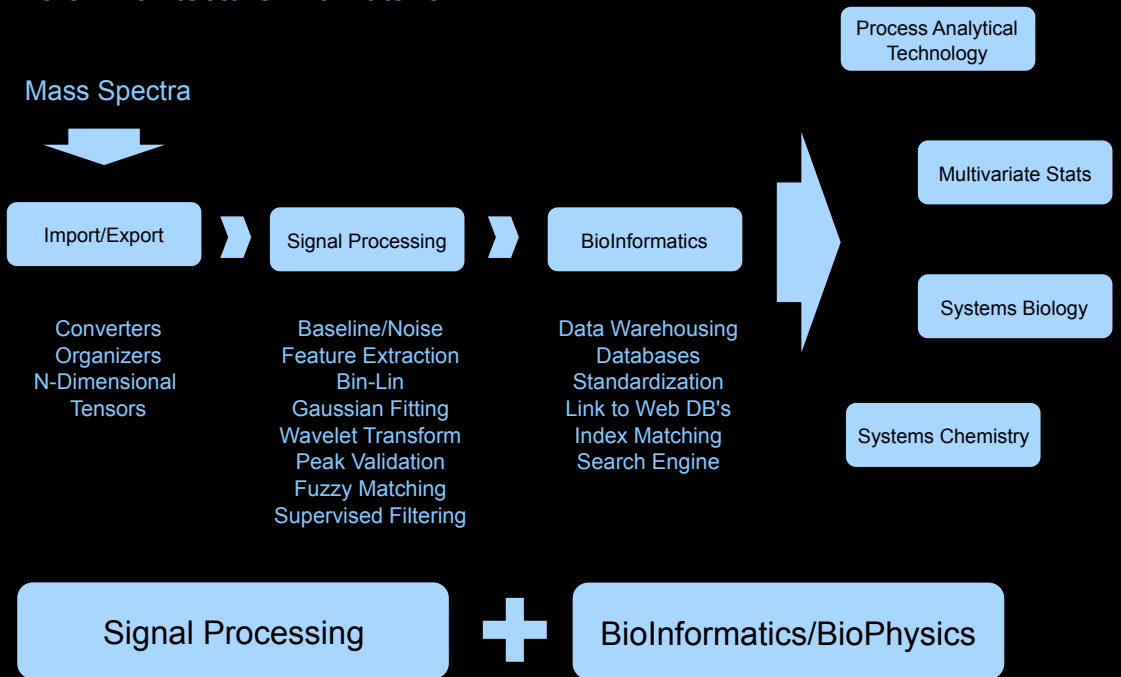 Process Analytical
Technology
Mass Spectra
Multivariate Stats
Import/Export
Signal Processing
BioInformatics
Systems Biology
Converters
Organizers
N-Dimensional
Tensors
Baseline/Noise
Feature Extraction
Bin-Lin
Gaussian Fitting
Wavelet Transform
Peak Validation
Fuzzy Matching
Supervised Filtering
Data Warehousing
Databases
Standardization
Link to Web DB's
Index Matching
Search Engine
Systems Chemistry
Signal Processing
BioInformatics/BioPhysics